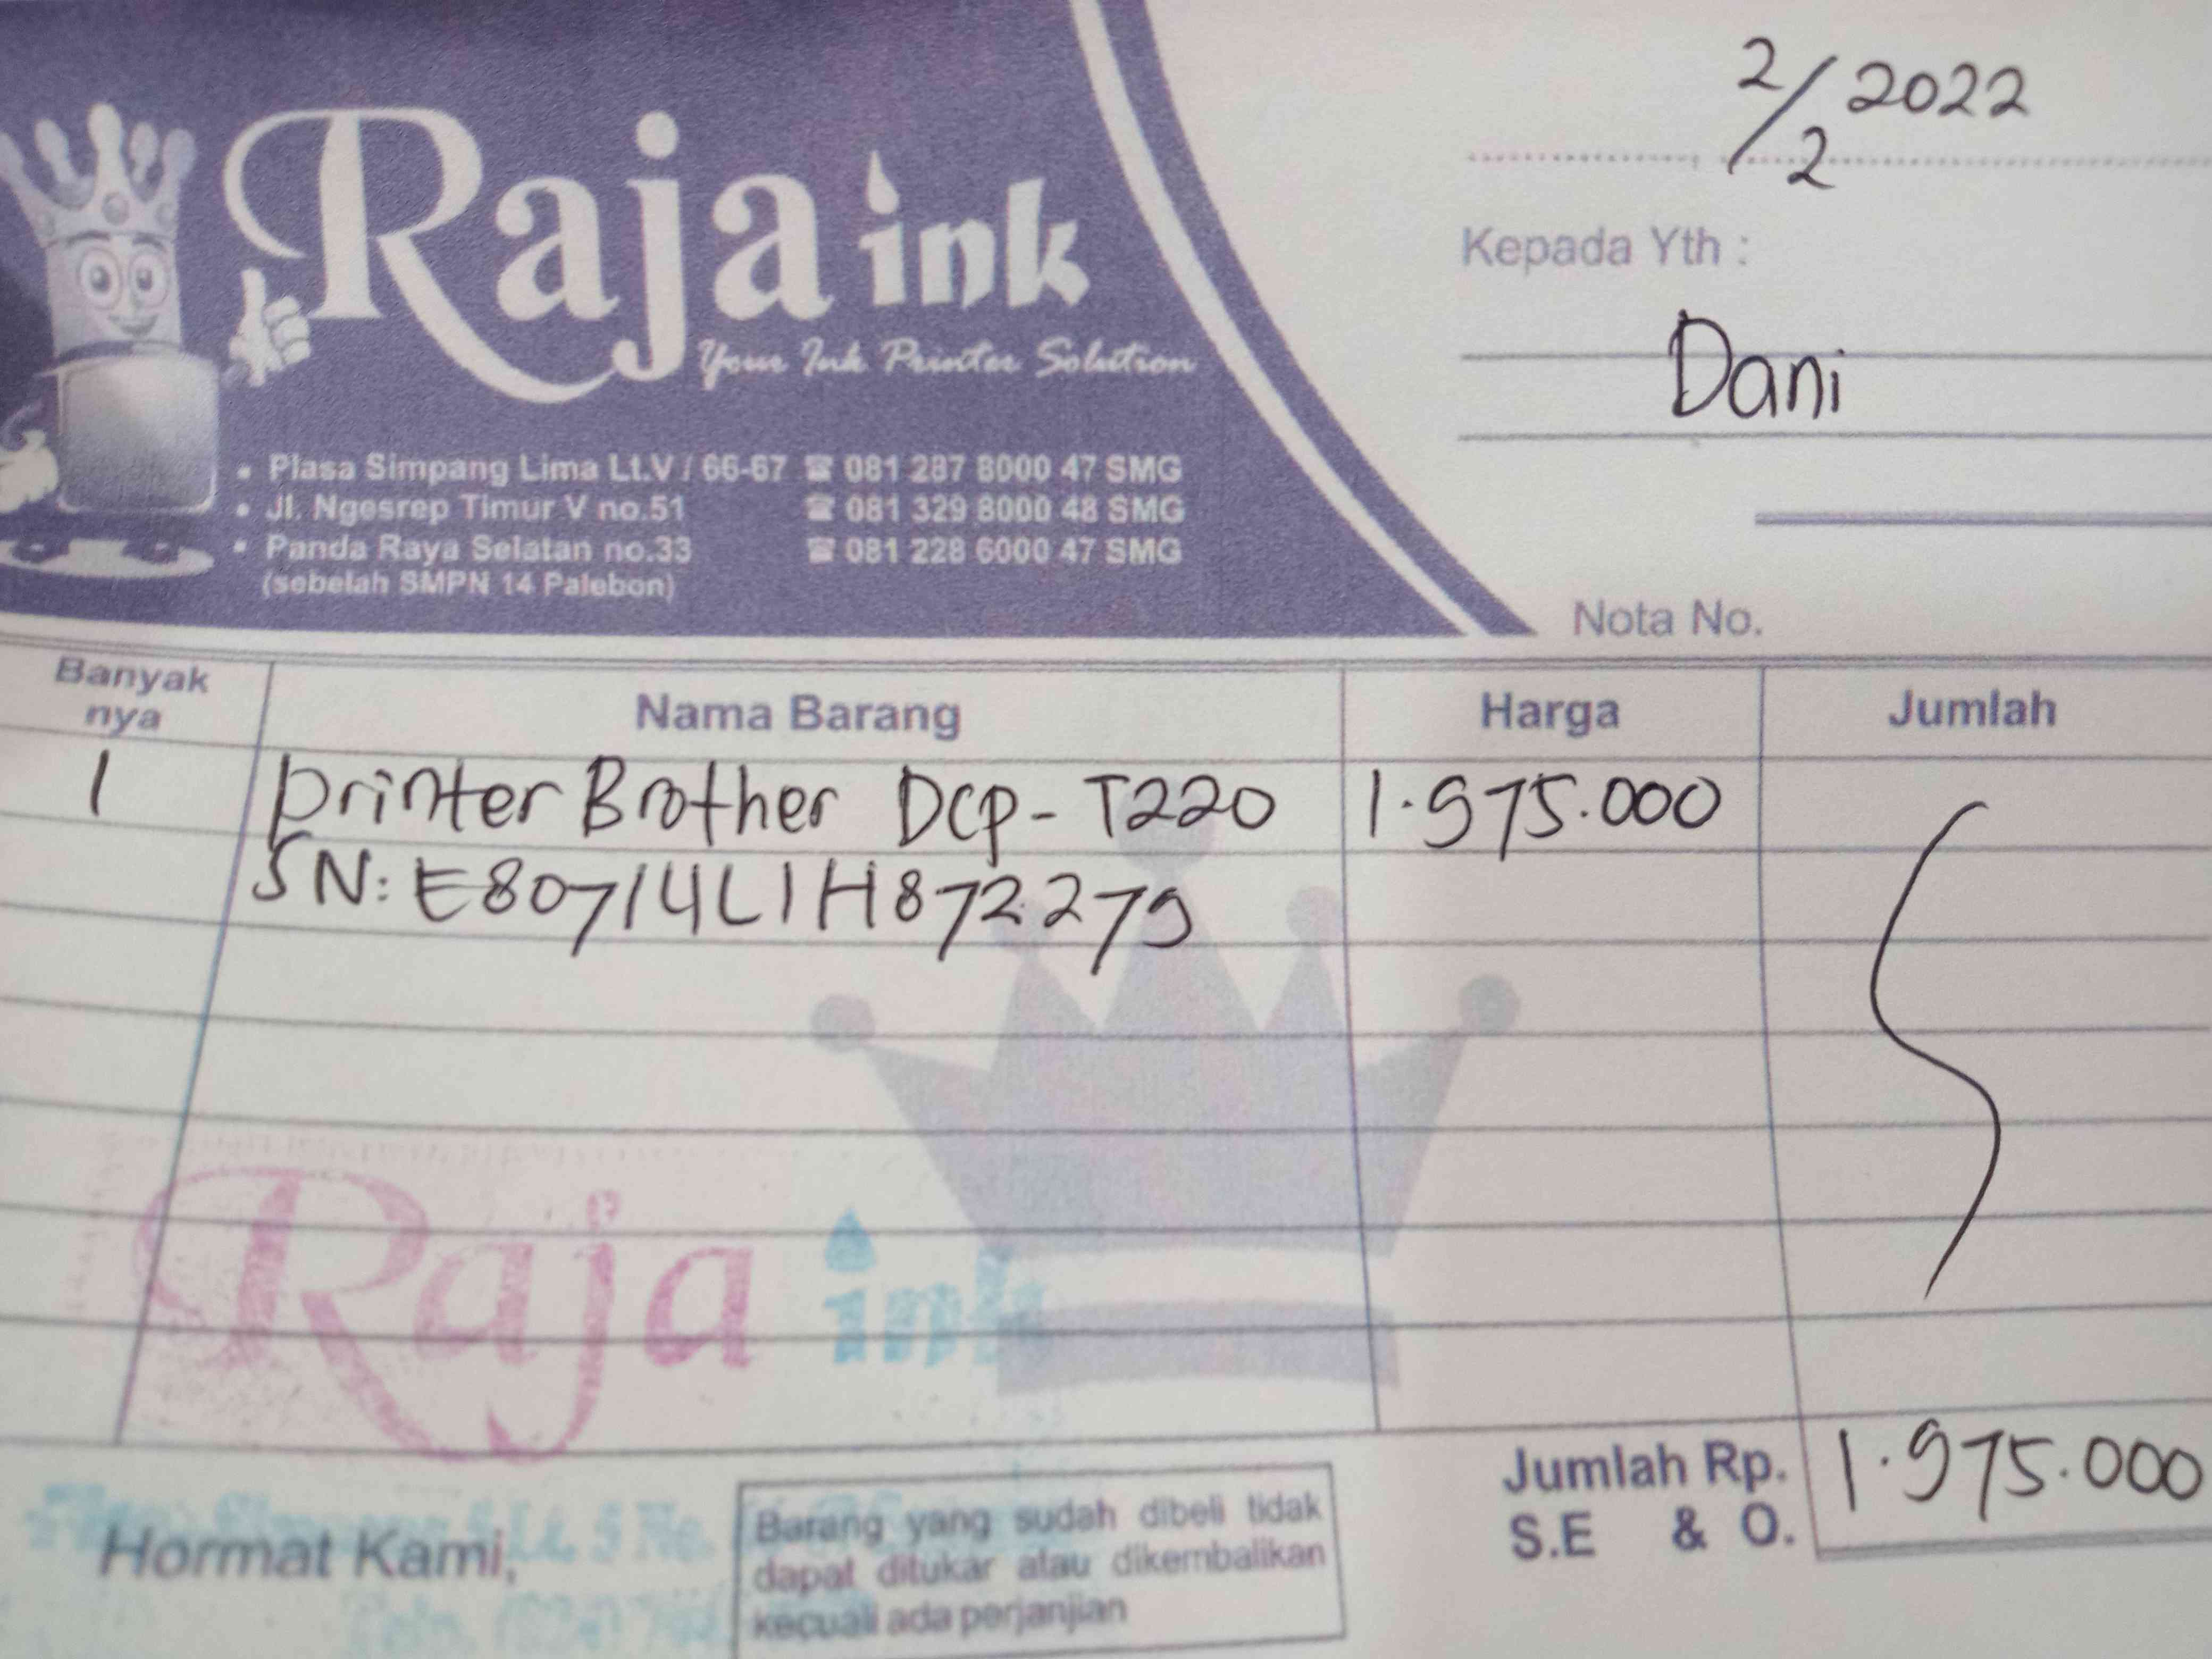 Raja ink
Your Ink Printer Solution
• Plasa Simpang Lima Lt.V / 66-67 ☎ 081 287 8000 47 SMG
• Jl. Ngesrep Timur V no.51 ☎ 081 329 8000 48 SMG
• Panda Raya Selatan no.33 ☎ 081 228 6000 47 SMG
(sebelah SMPN 14 Palebon)
2/2 2022
Kepada Yth :
Dani
Nota No.
Banyak nya Nama Barang Harga Jumlah
1 printer Brother DCP-T220 1.975.000
SN: E80714L1H872279
Raja ink
Jumlah Rp. 1.975.000
S.E & O.
Hormat Kami,
Barang yang sudah dibeli tidak
dapat ditukar atau dikembalikan
kecuali ada perjanjian